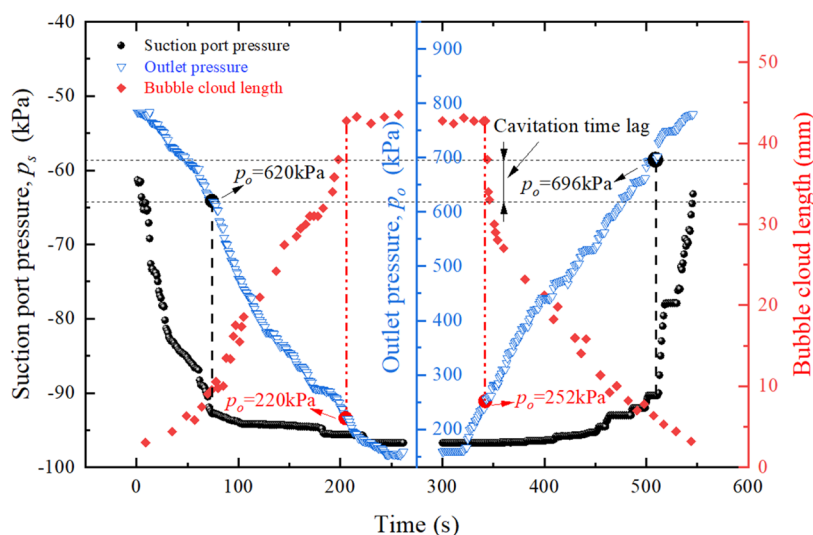 Suction port pressure
Outlet pressure
Bubble cloud length
Suction port pressure, pₛ (kPa)
-40
-50
-60
-70
-80
-90
-100
Outlet pressure, pₒ (kPa)
900
800
700
600
500
400
350
250
200
150
Bubble cloud length (mm)
50
40
30
20
10
0
Cavitation time lag
pₒ=620kPa
pₒ=696kPa
pₒ=220kPa
pₒ=252kPa
0
100
200
300
400
500
600
Time (s)